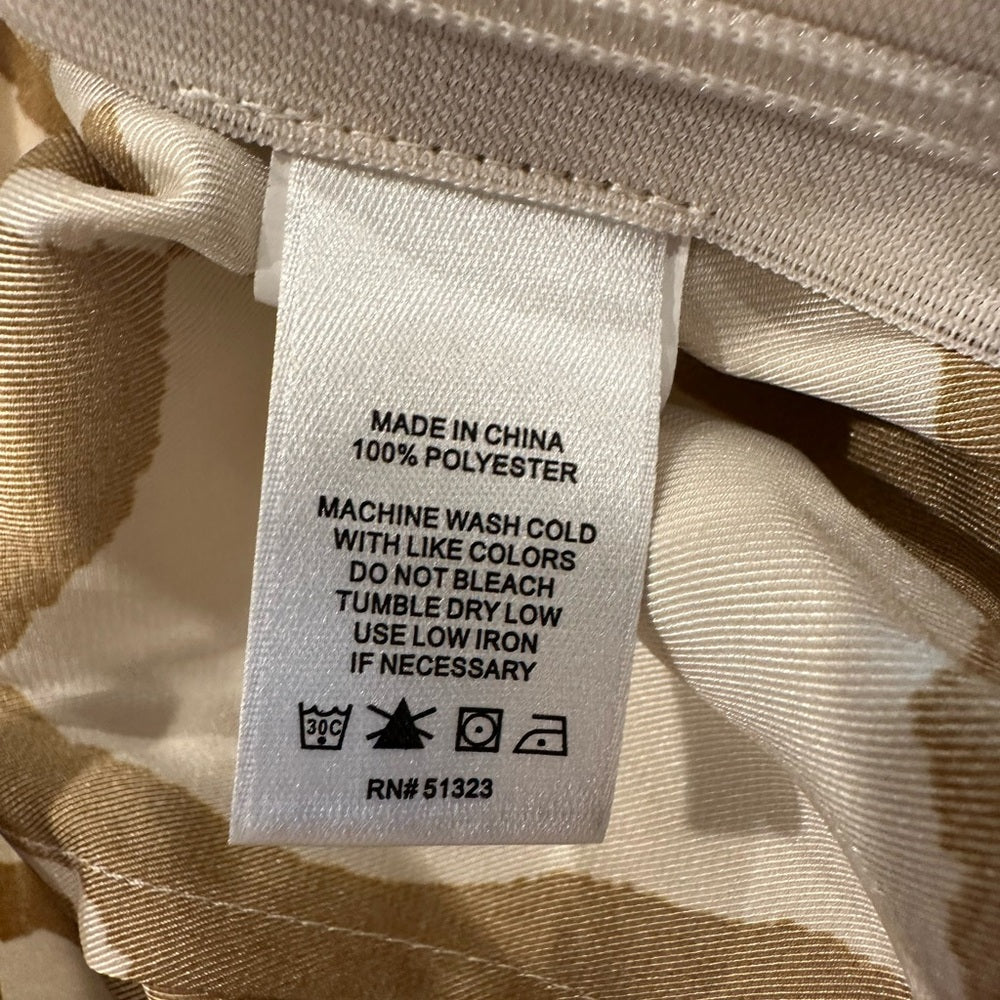 MADE IN CHINA
100% POLYESTER
MACHINE WASH COLD
WITH LIKE COLORS
DO NOT BLEACH
TUMBLE DRY LOW
USE LOW IRON
IF NECESSARY
30C
RN# 51323